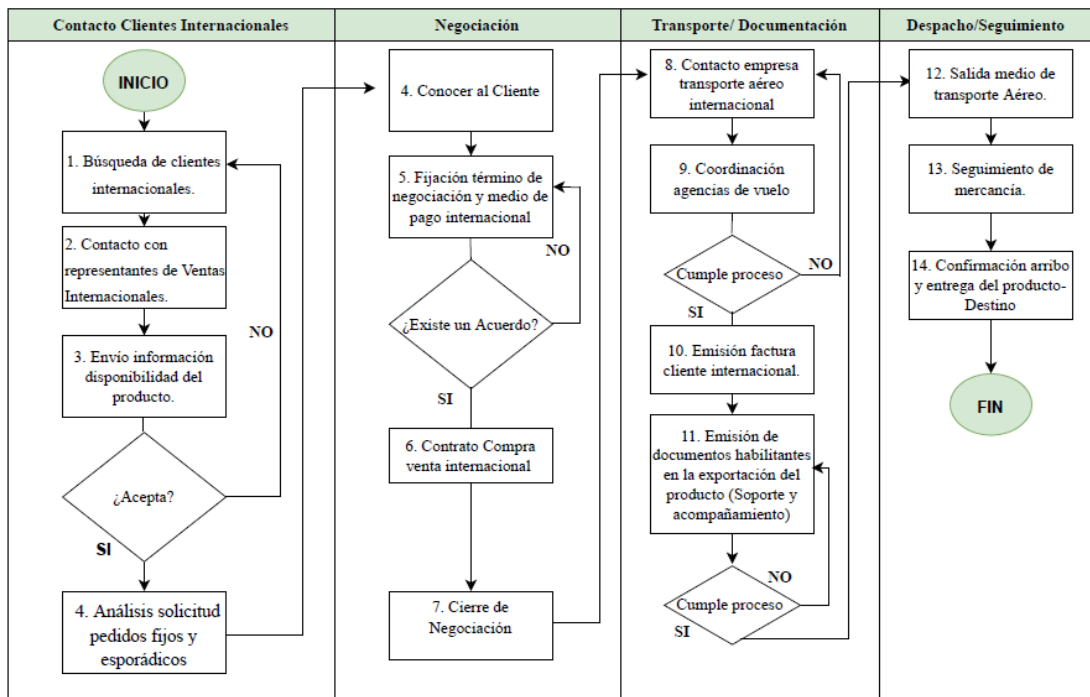 Contacto Clientes Internacionales
Negociación
Transporte/ Documentación
Despacho/Seguimiento
INICIO
1. Búsqueda de clientes
internacionales.
2. Contacto con
representantes de Ventas
Internacionales.
NO
3. Envío información
disponibilidad del
producto.
¿Acepta?
SI
4. Análisis solicitud
pedidos fijos y
esporádicos
4. Conocer al Cliente
5. Fijación término de
negociación y medio de
pago internacional
NO
¿Existe un Acuerdo?
SI
6. Contrato Compra
venta internacional
7. Cierre de
Negociación
8. Contacto empresa
transporte aéreo
internacional
9. Coordinación
agencias de vuelo
Cumple proceso
NO
SI
10. Emisión factura
cliente internacional.
11. Emisión de
documentos habilitantes
en la exportación del
producto (Soporte y
acompañamiento)
NO
Cumple proceso
SI
12. Salida medio de
transporte Aéreo.
13. Seguimiento de
mercancía.
14. Confirmación arribo
y entrega del producto-
Destino
FIN